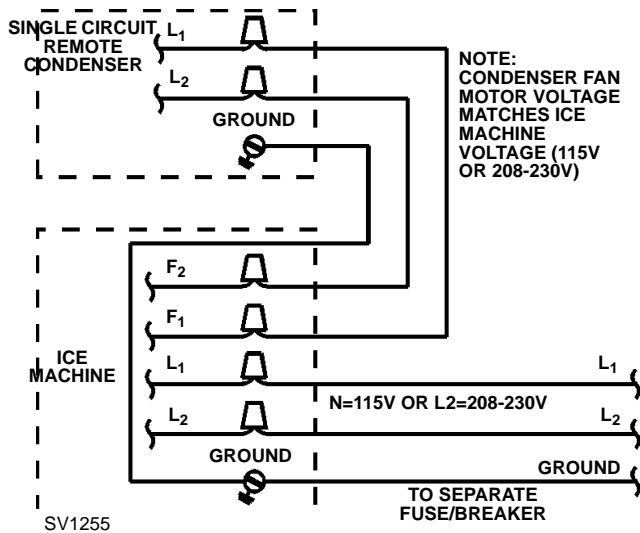 SINGLE CIRCUIT
REMOTE
CONDENSER
L1
L2
GROUND
NOTE:
CONDENSER FAN
MOTOR VOLTAGE
MATCHES ICE
MACHINE
VOLTAGE (115V
OR 208-230V)
F2
F1
ICE
MACHINE
L1
L1
N=115V OR L2=208-230V
L2
L2
GROUND
GROUND
TO SEPARATE
FUSE/BREAKER
SV1255